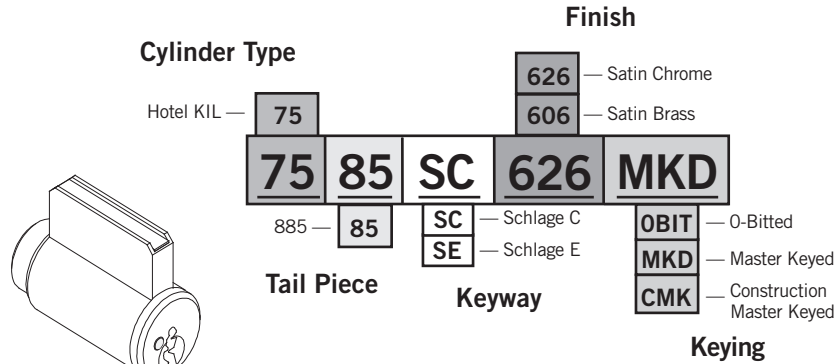 Finish
Cylinder Type
626 — Satin Chrome
Hotel KIL — 75
606 — Satin Brass
75 85 SC 626 MKD
885 — 85
SC — Schlage C
0BIT — 0-Bitted
SE — Schlage E
MKD — Master Keyed
Tail Piece
Keyway
CMK — Construction
Master Keyed
Keying